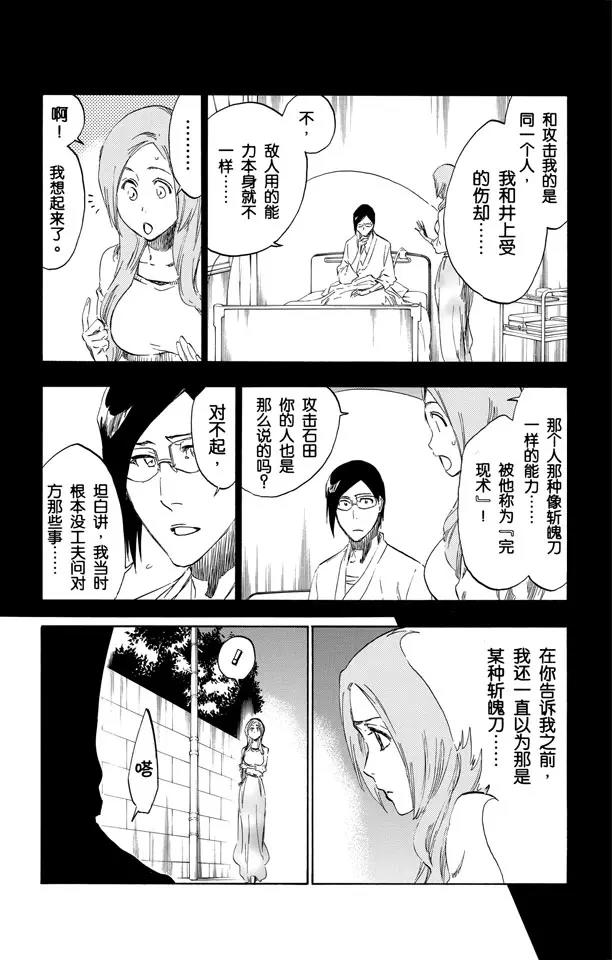 和攻击我的是
同一个人，
我和井上受
的伤却……
不，
敌人用的能
力本身就不
一样……
………
啊！
我想起来了。
那个人那种像斩魄刀
一样的能力……
被他称为『完
现术』！
攻击石田
你的人也是
那么说的吗？
对不起，
坦白讲，我当时
根本没工夫问对
方那些事……
在你告诉我之前，
我还一直以为那是
某种斩魄刀……
！
嗒